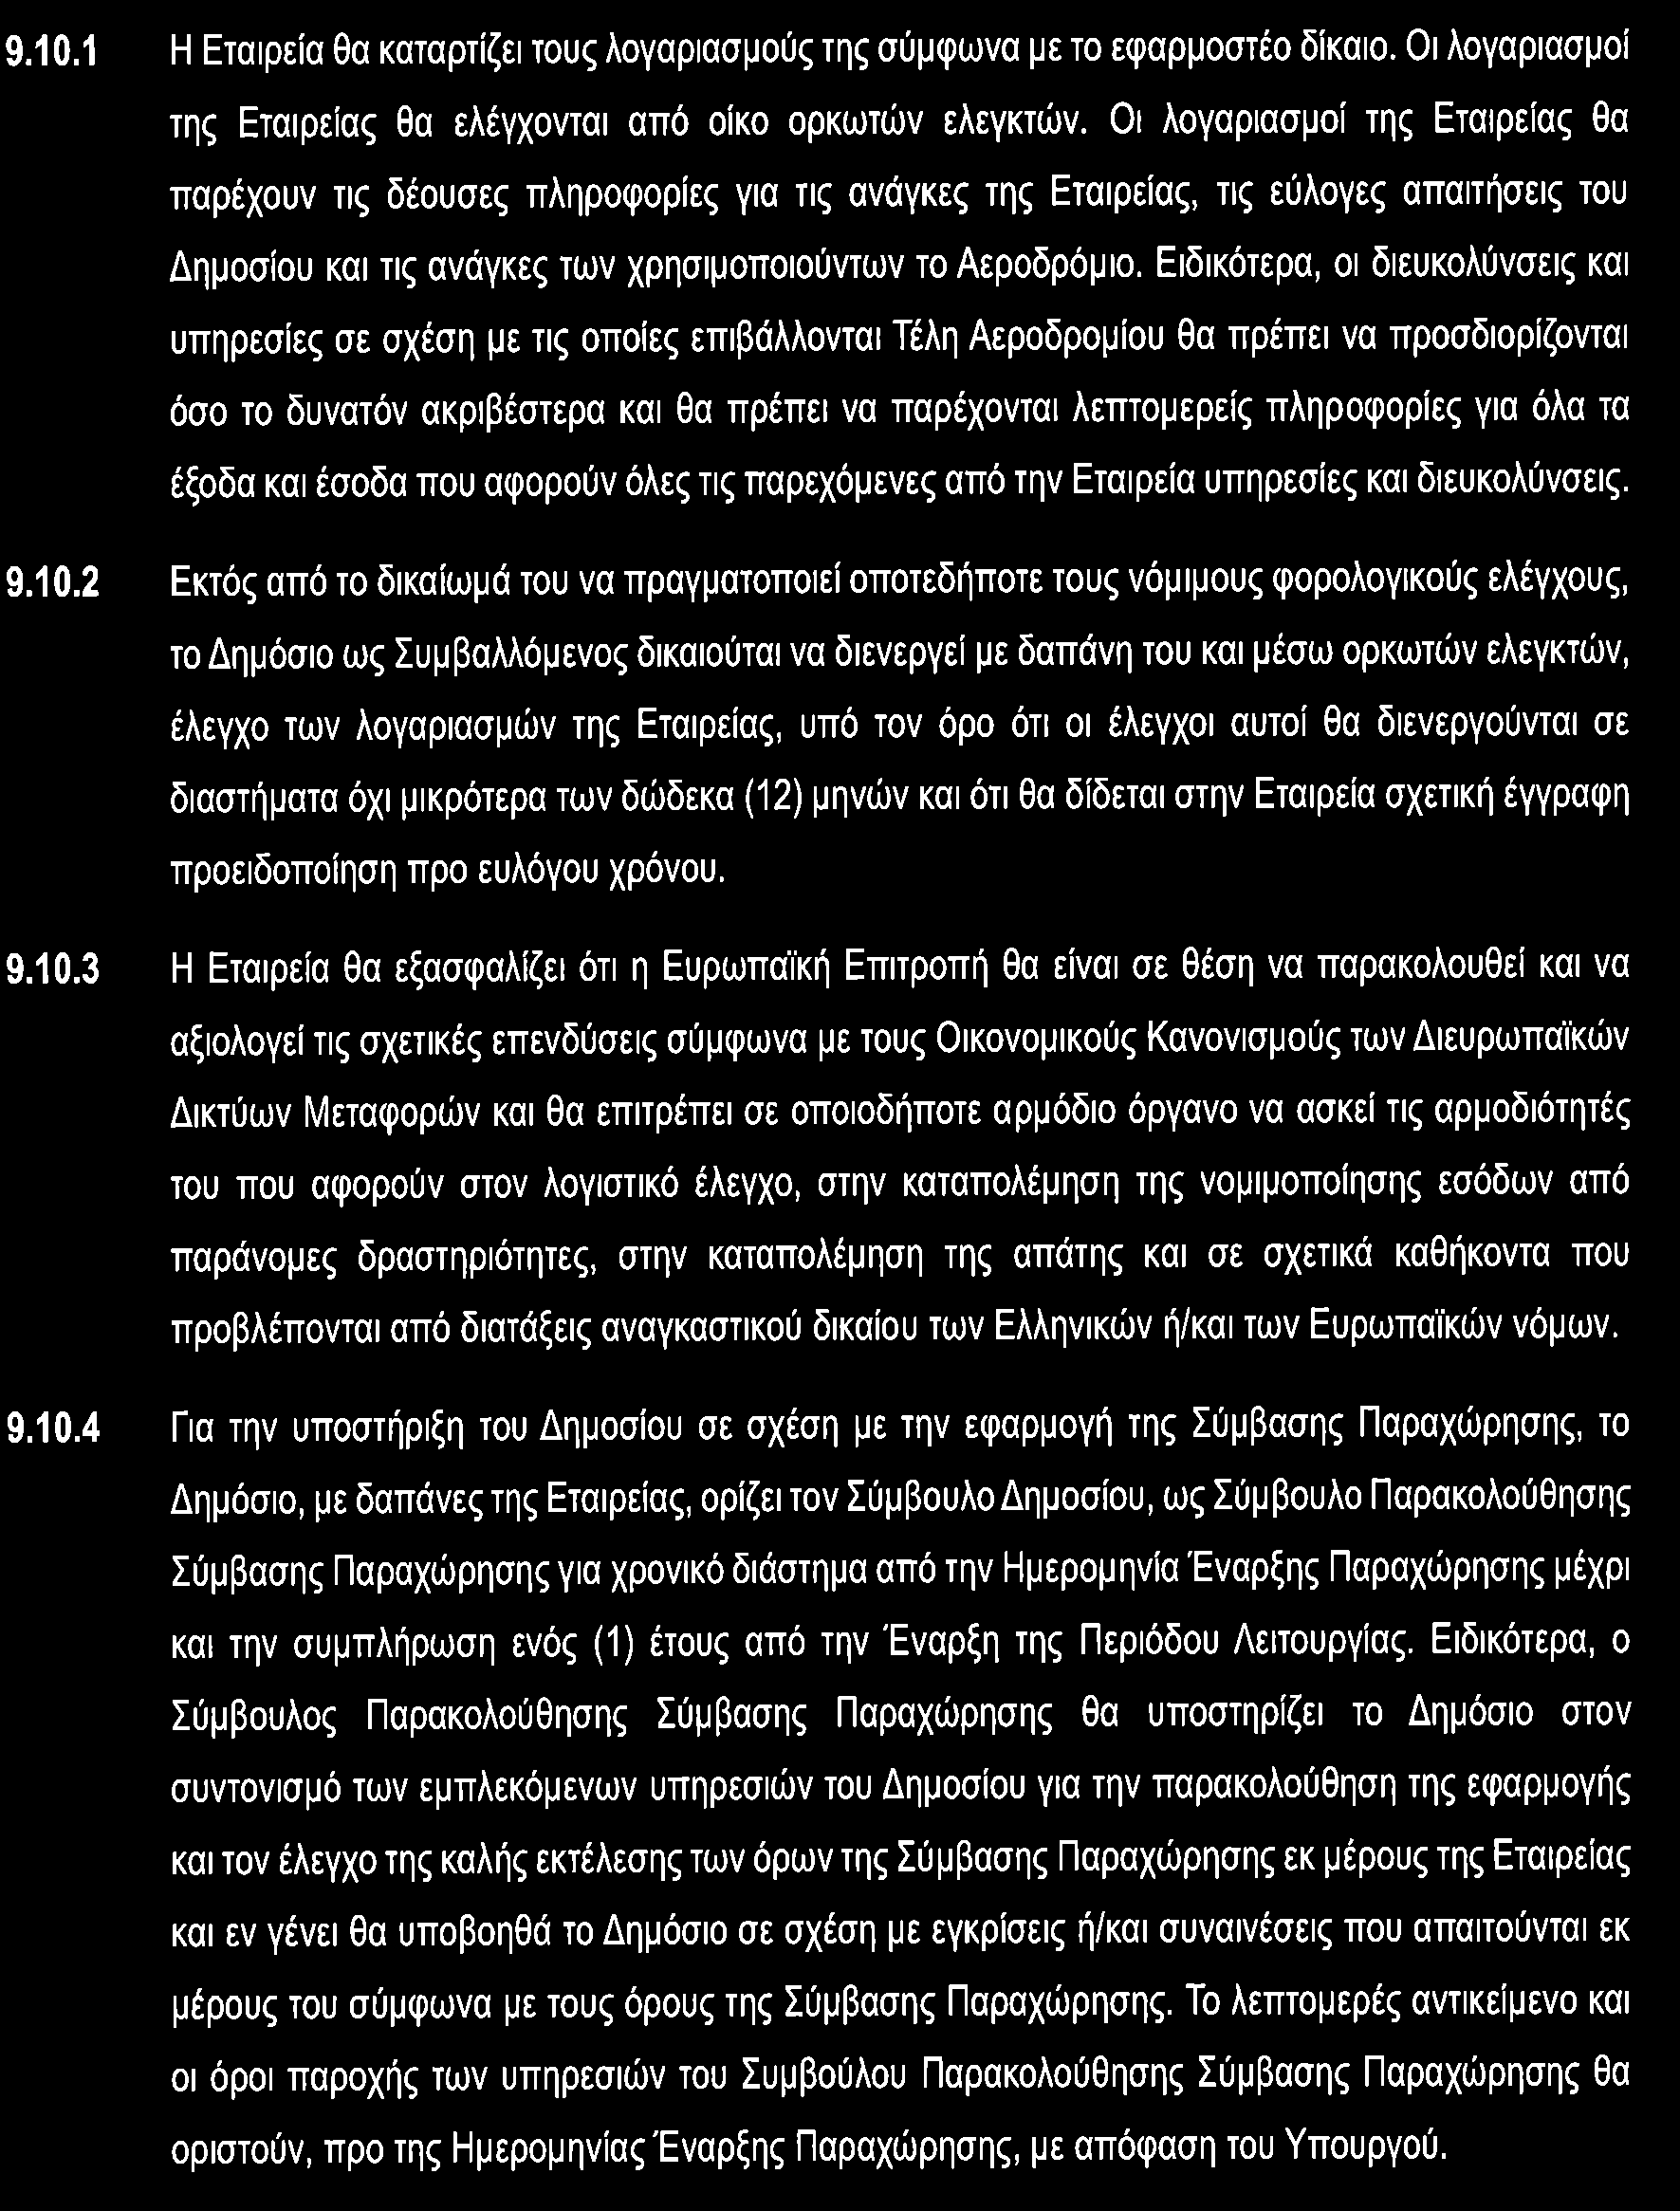 9.10.1 Η Εταιρεία θα καταρτίζει τους λογαριασμούς της σύμφωνα με το εφαρμοστέο δίκαιο. Οι λογαριασμοί
της Εταιρείας θα ελέγχονται από οίκο ορκωτών ελεγκτών. Οι λογαριασμοί της Εταιρείας θα
παρέχουν τις δέουσες πληροφορίες για τις ανάγκες της Εταιρείας, τις εύλογες απαιτήσεις του
Δημοσίου και τις ανάγκες των χρησιμοποιούντων το Αεροδρόμιο. Ειδικότερα, οι διευκολύνσεις και
υπηρεσίες σε σχέση με τις οποίες επιβάλλονται Τέλη Αεροδρομίου θα πρέπει να προσδιορίζονται
όσο το δυνατόν ακριβέστερα και θα πρέπει να παρέχονται λεπτομερείς πληροφορίες για όλα τα
έξοδα και έσοδα που αφορούν όλες τις παρεχόμενες από την Εταιρεία υπηρεσίες και διευκολύνσεις.
9.10.2 Εκτός από το δικαίωμά του να πραγματοποιεί οποτεδήποτε τους νόμιμους φορολογικούς ελέγχους,
το Δημόσιο ως Συμβαλλόμενος δικαιούται να διενεργεί με δαπάνη του και μέσω ορκωτών ελεγκτών,
έλεγχο των λογαριασμών της Εταιρείας, υπό τον όρο ότι οι έλεγχοι αυτοί θα διενεργούνται σε
διαστήματα όχι μικρότερα των δώδεκα (12) μηνών και ότι θα δίδεται στην Εταιρεία σχετική έγγραφη
προειδοποίηση προ ευλόγου χρόνου.
9.10.3 Η Εταιρεία θα εξασφαλίζει ότι η Ευρωπαϊκή Επιτροπή θα είναι σε θέση να παρακολουθεί και να
αξιολογεί τις σχετικές επενδύσεις σύμφωνα με τους Οικονομικούς Κανονισμούς των Διευρωπαϊκών
Δικτύων Μεταφορών και θα επιτρέπει σε οποιοδήποτε αρμόδιο όργανο να ασκεί τις αρμοδιότητές
του που αφορούν στον λογιστικό έλεγχο, στην καταπολέμηση της νομιμοποίησης εσόδων από
παράνομες δραστηριότητες, στην καταπολέμηση της απάτης και σε σχετικά καθήκοντα που
προβλέπονται από διατάξεις αναγκαστικού δικαίου των Ελληνικών ή/και των Ευρωπαϊκών νόμων.
9.10.4 Για την υποστήριξη του Δημοσίου σε σχέση με την εφαρμογή της Σύμβασης Παραχώρησης, το
Δημόσιο, με δαπάνες της Εταιρείας, ορίζει τον Σύμβουλο Δημοσίου, ως Σύμβουλο Παρακολούθησης
Σύμβασης Παραχώρησης για χρονικό διάστημα από την Ημερομηνία Έναρξης Παραχώρησης μέχρι
και την συμπλήρωση ενός (1) έτους από την Έναρξη της Περιόδου Λειτουργίας. Ειδικότερα, ο
Σύμβουλος Παρακολούθησης Σύμβασης Παραχώρησης θα υποστηρίζει το Δημόσιο στον
συντονισμό των εμπλεκόμενων υπηρεσιών του Δημοσίου για την παρακολούθηση της εφαρμογής
και τον έλεγχο της καλής εκτέλεσης των όρων της Σύμβασης Παραχώρησης εκ μέρους της Εταιρείας
και εν γένει θα υποβοηθά το Δημόσιο σε σχέση με εγκρίσεις ή/και συναινέσεις που απαιτούνται εκ
μέρους του σύμφωνα με τους όρους της Σύμβασης Παραχώρησης. Το λεπτομερές αντικείμενο και
οι όροι παροχής των υπηρεσιών του Συμβούλου Παρακολούθησης Σύμβασης Παραχώρησης θα
οριστούν, προ της Ημερομηνίας Έναρξης Παραχώρησης, με απόφαση του Υπουργού.